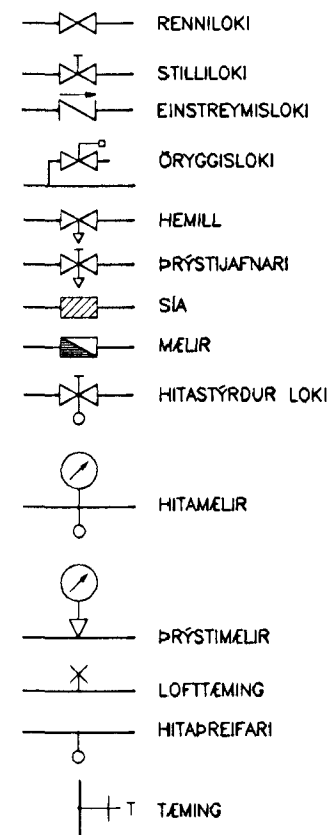 RENNILOKI
STILLILOKI
EINSTREYMISLOKI
ÖRYGGISLOKI
HEMILL
ÞRÝSTIJAFNARI
SÍA
MÆLIR
HITASTÝRÐUR LOKI
HITAMÆLIR
ÞRÝSTIMÆLIR
LOFTTÆMING
HITAÞREIFARI
T TÆMING